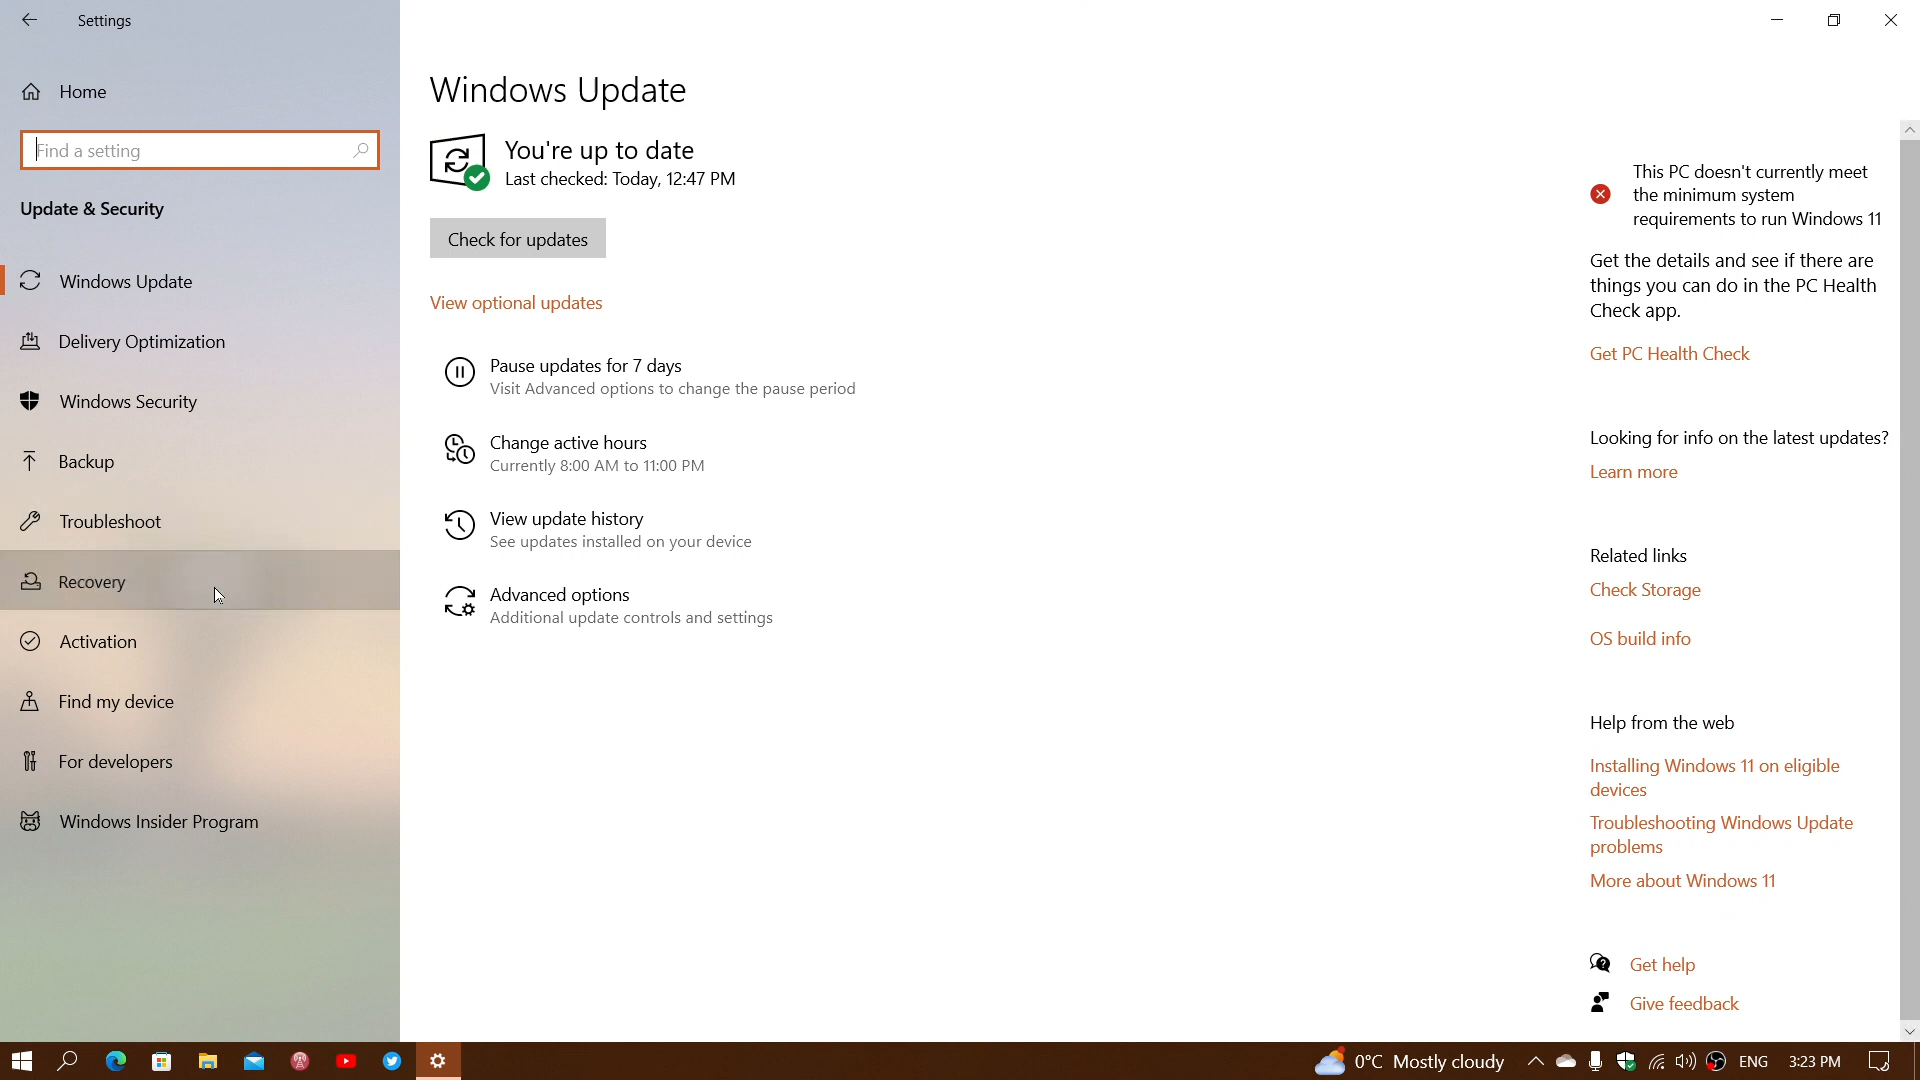 Settings
Home
Find a setting
Update & Security
Windows Update
Delivery Optimization
Windows Security
Backup
Troubleshoot
Recovery
Activation
Find my device
For developers
Windows Insider Program
Windows Update
You're up to date
Last checked: Today, 12:47 PM
Check for updates
View optional updates
Pause updates for 7 days
Visit Advanced options to change the pause period
Change active hours
Currently 8:00 AM to 11:00 PM
View update history
See updates installed on your device
Advanced options
Additional update controls and settings
This PC doesn't currently meet
the minimum system
requirements to run Windows 11
Get the details and see if there are
things you can do in the PC Health
Check app.
Get PC Health Check
Looking for info on the latest updates?
Learn more
Related links
Check Storage
OS build info
Help from the web
Installing Windows 11 on eligible
devices
Troubleshooting Windows Update
problems
More about Windows 11
Get help
Give feedback
0°C Mostly cloudy ENG 3:23 PM